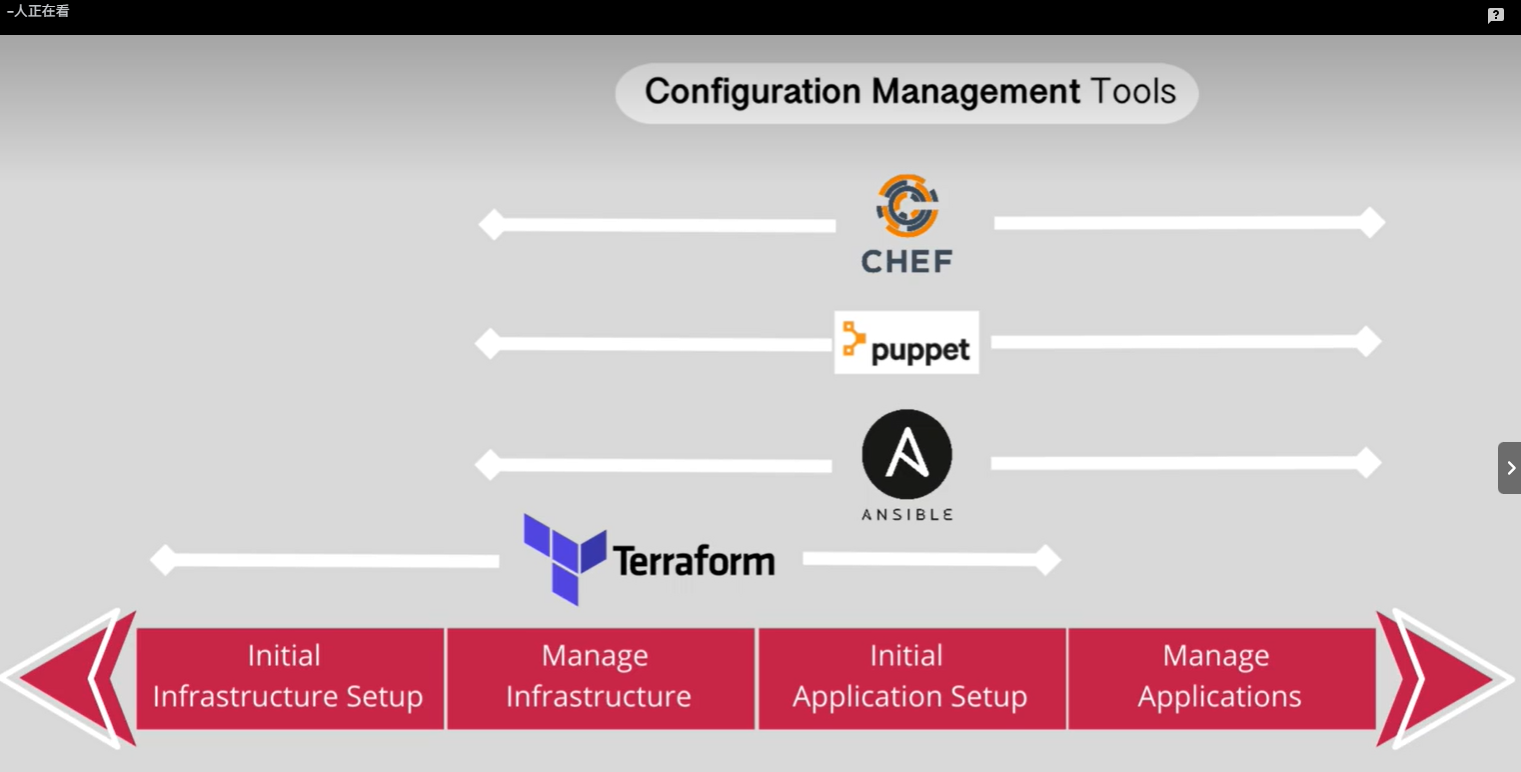 –人正在看
Configuration Management Tools
CHEF
puppet
ANSIBLE
Terraform
Initial
Infrastructure Setup
Manage
Infrastructure
Initial
Application Setup
Manage
Applications